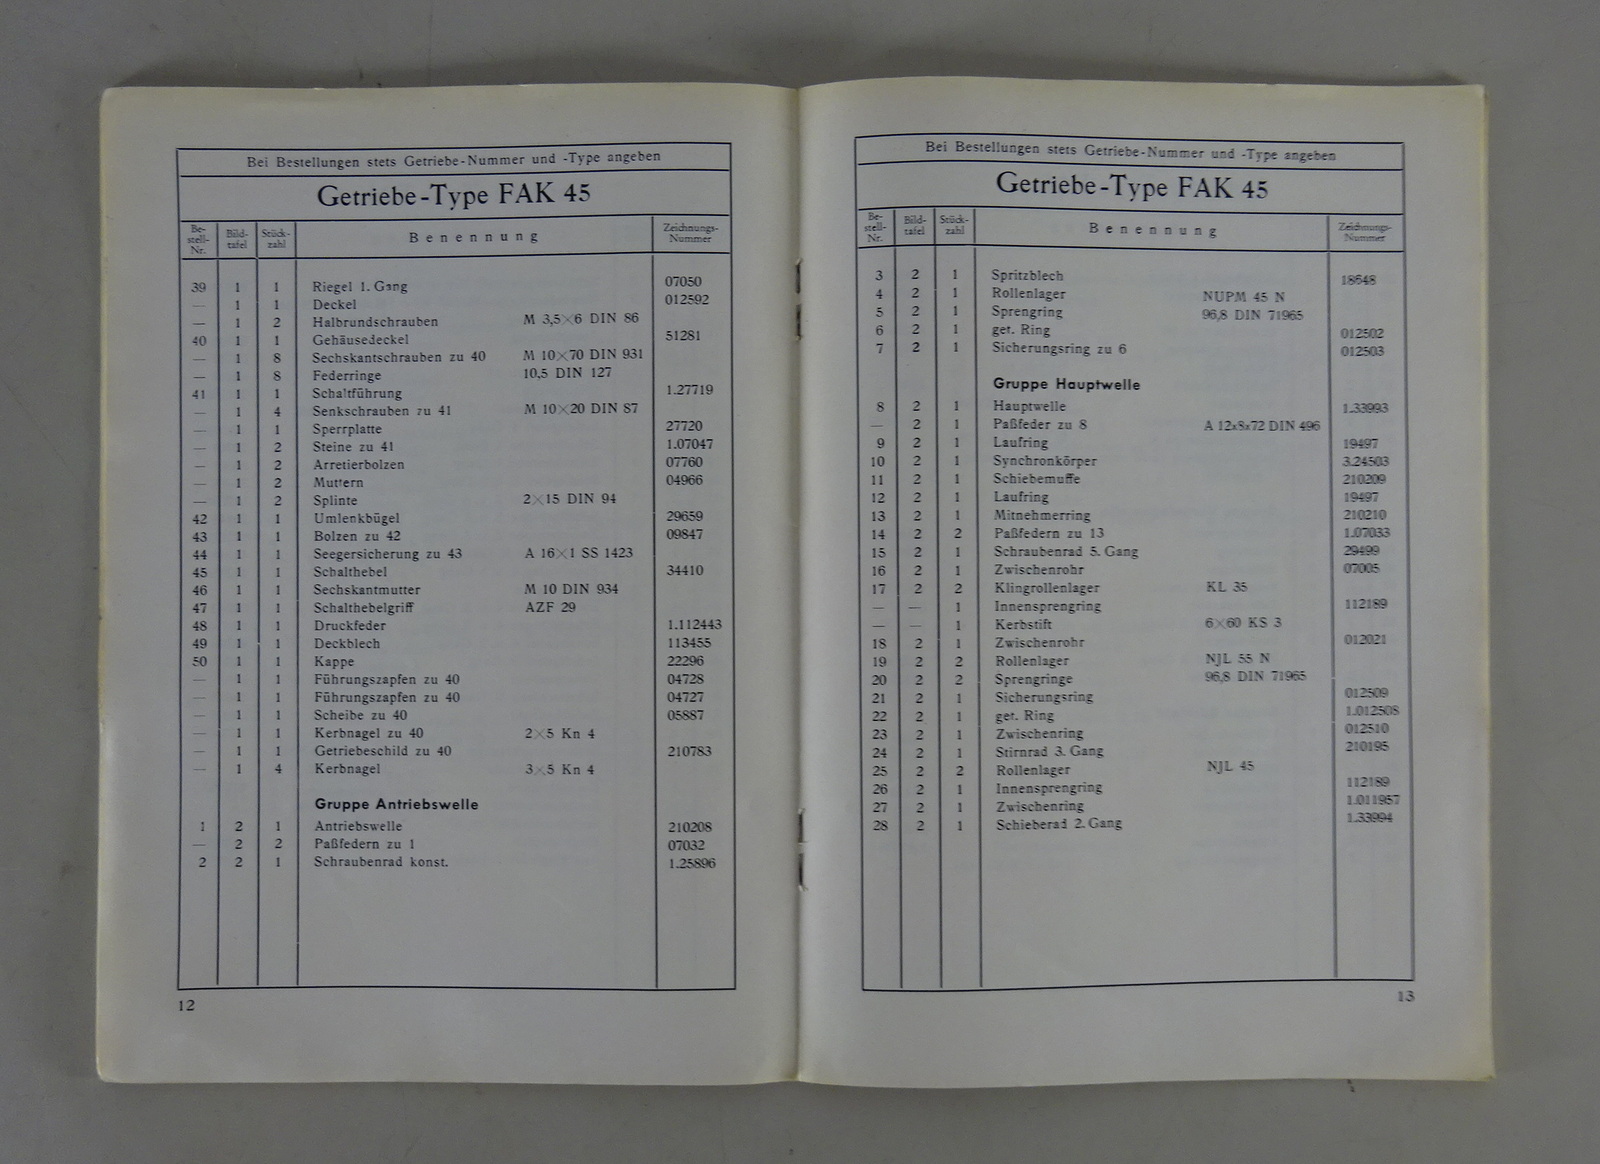 Bei Bestellungen stets Getriebe-Nummer und -Type angeben
Getriebe-Type FAK 45
Be-stell-Nr. Bild-tafel Stück-zahl Benennung Zeichnungs-Nummer
39 1 1 Riegel 1. Gang 07050
— 1 1 Deckel 012592
— 1 2 Halbrundschrauben M 3,5×6 DIN 86
40 1 1 Gehäusedeckel 51281
— 1 8 Sechskantschrauben zu 40 M 10×70 DIN 931
— 1 8 Federringe 10,5 DIN 127
41 1 1 Schaltführung 1.27719
— 1 4 Senkschrauben zu 41 M 10×20 DIN 87
— 1 1 Sperrplatte 27720
— 1 2 Steine zu 41 1.07047
— 1 2 Arretierbolzen 07760
— 1 2 Muttern 04966
— 1 2 Splinte 2×15 DIN 94
42 1 1 Umlenkbügel 29659
43 1 1 Bolzen zu 42 09847
44 1 1 Seegersicherung zu 43 A 16×1 SS 1423
45 1 1 Schalthebel 34410
46 1 1 Sechskantmutter M 10 DIN 934
47 1 1 Schalthebelgriff AZF 29
48 1 1 Druckfeder 1.112443
49 1 1 Deckblech 113455
50 1 1 Kappe 22296
— 1 1 Führungszapfen zu 40 04728
— 1 1 Führungszapfen zu 40 04727
— 1 1 Scheibe zu 40 05887
— 1 1 Kerbnagel zu 40 2×5 Kn 4
— 1 1 Getriebeschild zu 40 210783
— 1 4 Kerbnagel 3×5 Kn 4
Gruppe Antriebswelle
1 2 1 Antriebswelle 210208
— 2 2 Paßfedern zu 1 07032
2 2 1 Schraubenrad konst. 1.25896
12
Bei Bestellungen stets Getriebe-Nummer und -Type angeben
Getriebe-Type FAK 45
Be-stell-Nr. Bild-tafel Stück-zahl Benennung Zeichnungs-Nummer
3 2 1 Spritzblech 18648
4 2 1 Rollenlager NUPM 45 N
5 2 1 Sprengring 96,8 DIN 71965
6 2 1 get. Ring 012502
7 2 1 Sicherungsring zu 6 012503
Gruppe Hauptwelle
8 2 1 Hauptwelle 1.33993
— 2 1 Paßfeder zu 8 A 12x8x72 DIN 496
9 2 1 Laufring 19497
10 2 1 Synchronkörper 3.24503
11 2 1 Schiebemuffe 210209
12 2 1 Laufring 19497
13 2 1 Mitnehmerring 210210
14 2 2 Paßfedern zu 13 1.07033
15 2 1 Schraubenrad 5. Gang 29499
16 2 1 Zwischenrohr 07005
17 2 2 Klingrollenlager KL 35
— — 1 Innensprengring 112189
— — 1 Kerbstift 6×60 KS 3
18 2 1 Zwischenrohr 012021
19 2 2 Rollenlager NJL 55 N
20 2 2 Sprengringe 96,8 DIN 71965
21 2 1 Sicherungsring 012509
22 2 1 get. Ring 1.012508
23 2 1 Zwischenring 012510
24 2 1 Stirnrad 3. Gang 210195
25 2 2 Rollenlager NJL 45
26 2 1 Innensprengring 112189
27 2 1 Zwischenring 1.011957
28 2 1 Schieberad 2. Gang 1.33994
13